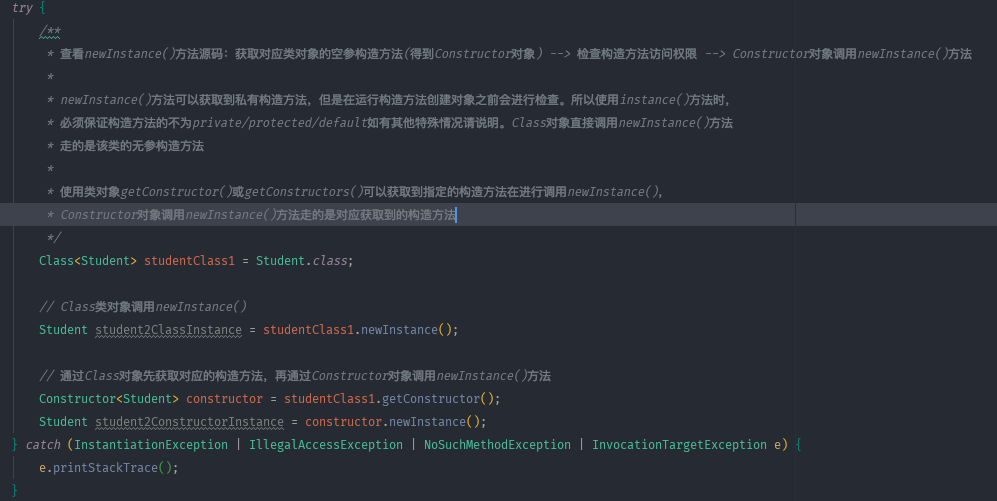 try {
/**
* 查看newInstance()方法源码：获取对应类对象的空参构造方法(得到Constructor对象) --> 检查构造方法访问权限 --> Constructor对象调用newInstance()方法
*
* newInstance()方法可以获取到私有构造方法，但是在运行构造方法创建对象之前会进行检查。所以使用instance()方法时，
* 必须保证构造方法的不为private/protected/default如有其他特殊情况请说明。Class对象直接调用newInstance()方法
* 走的是该类的无参构造方法
*
* 使用类对象getConstructor()或getConstructors()可以获取到指定的构造方法在进行调用newInstance()，
* Constructor对象调用newInstance()方法走的是对应获取到的构造方法
*/
Class<Student> studentClass1 = Student.class;
// Class类对象调用newInstance()
Student student2ClassInstance = studentClass1.newInstance();
// 通过Class对象先获取对应的构造方法，再通过Constructor对象调用newInstance()方法
Constructor<Student> constructor = studentClass1.getConstructor();
Student student2ConstructorInstance = constructor.newInstance();
} catch (InstantiationException | IllegalAccessException | NoSuchMethodException | InvocationTargetException e) {
e.printStackTrace();
}